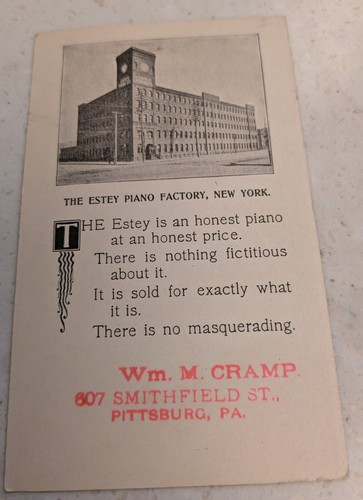 THE ESTEY PIANO FACTORY, NEW YORK.
THE Estey is an honest piano
at an honest price.
There is nothing fictitious
about it.
It is sold for exactly what
it is.
There is no masquerading.
Wm. M. CRAMP.
607 SMITHFIELD ST.,
PITTSBURG, PA.